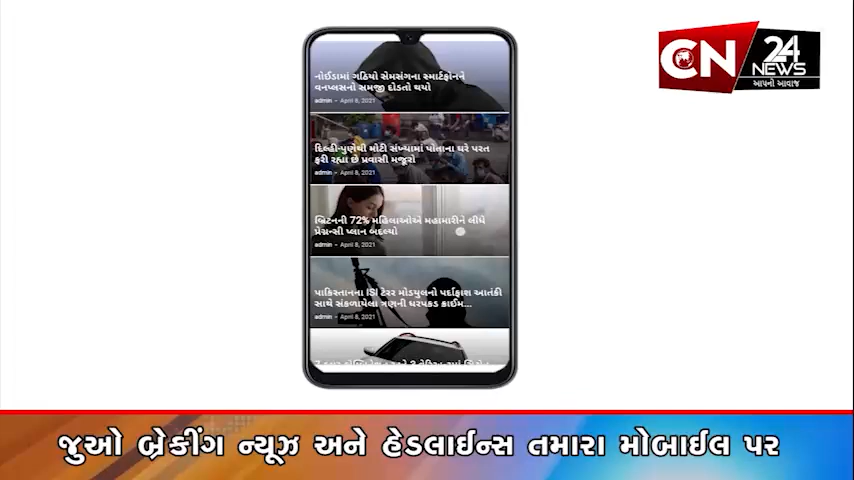 CN 24 NEWS
આપનો આવાજ
નોઈડામાં ગઠિયો સેમસંગના સ્માર્ટફોનને
વનપ્લસનો સમજી દોડતો થયો
admin - April 8, 2021
દિલ્હી-પુણેથી મોટી સંખ્યામાં પોતાના ઘરે પરત
ફરી રહ્યા છે પ્રવાસી મજૂરો
admin - April 8, 2021
બ્રિટનની 72% મહિલાઓએ મહામારીને લીધે
પ્રેગ્નન્સી પ્લાન બદલ્યો
admin - April 8, 2021
પાકિસ્તાનના ISI ટેરર મોડયુલનો પર્દાફાશ આતંકી
સાથે સંકળાયેલા ત્રણની ધરપકડ ક્રાઈમ...
admin - April 8, 2021
જુઓ બ્રેકીંગ ન્યૂઝ અને હેડલાઈન્સ તમારા મોબાઈલ પર